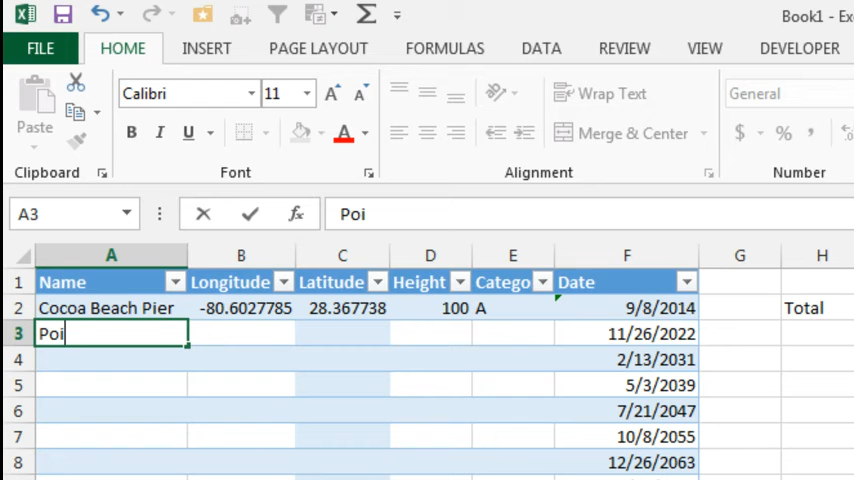 Book1 - Ex
FILE HOME INSERT PAGE LAYOUT FORMULAS DATA REVIEW VIEW DEVELOPER
Calibri 11 A A Wrap Text General
Paste B I U A Merge & Center $ % ,
Clipboard Font Alignment Number
A3 fx Poi
A B C D E F G H
1 Name Longitude Latitude Height Catego Date
2 Cocoa Beach Pier -80.6027785 28.367738 100 A 9/8/2014 Total
3 Poi 11/26/2022
4 2/13/2031
5 5/3/2039
6 7/21/2047
7 10/8/2055
8 12/26/2063